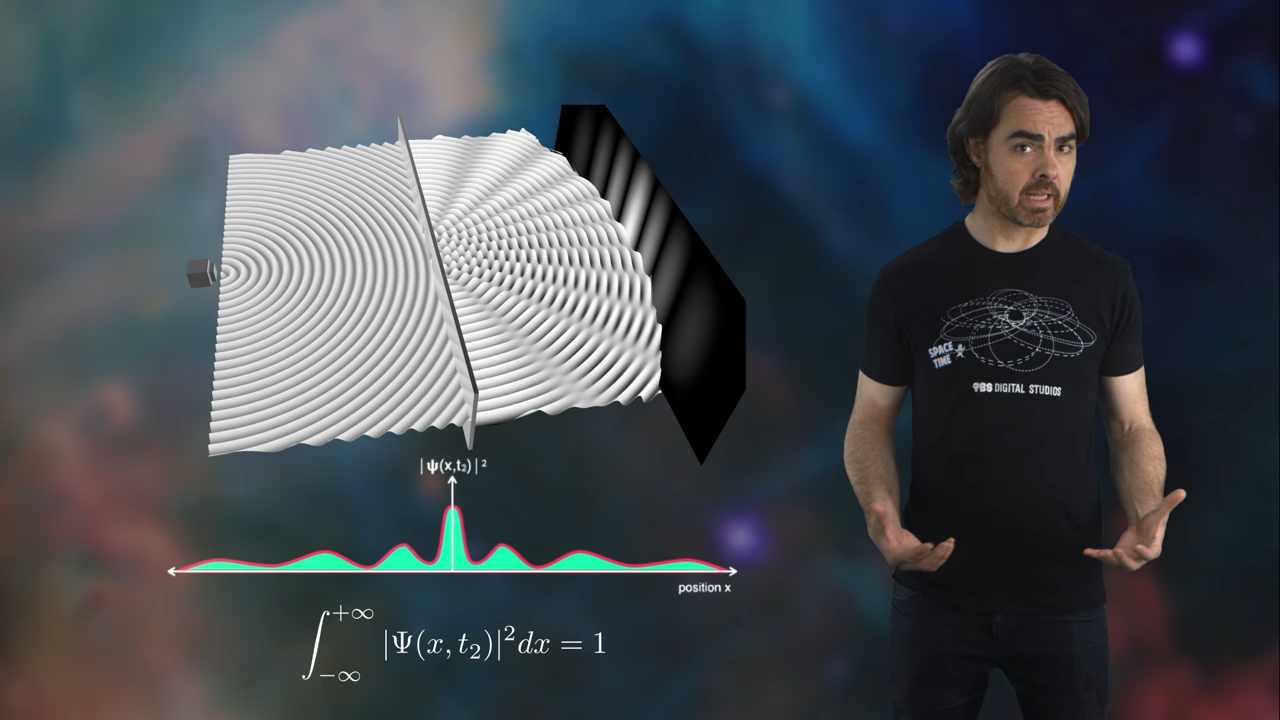 |ψ(x,t₂)|²
position x
∫₋∞⁺∞ |Ψ(x, t₂)|²dx = 1
SPACE
TIME
PBS DIGITAL STUDIOS